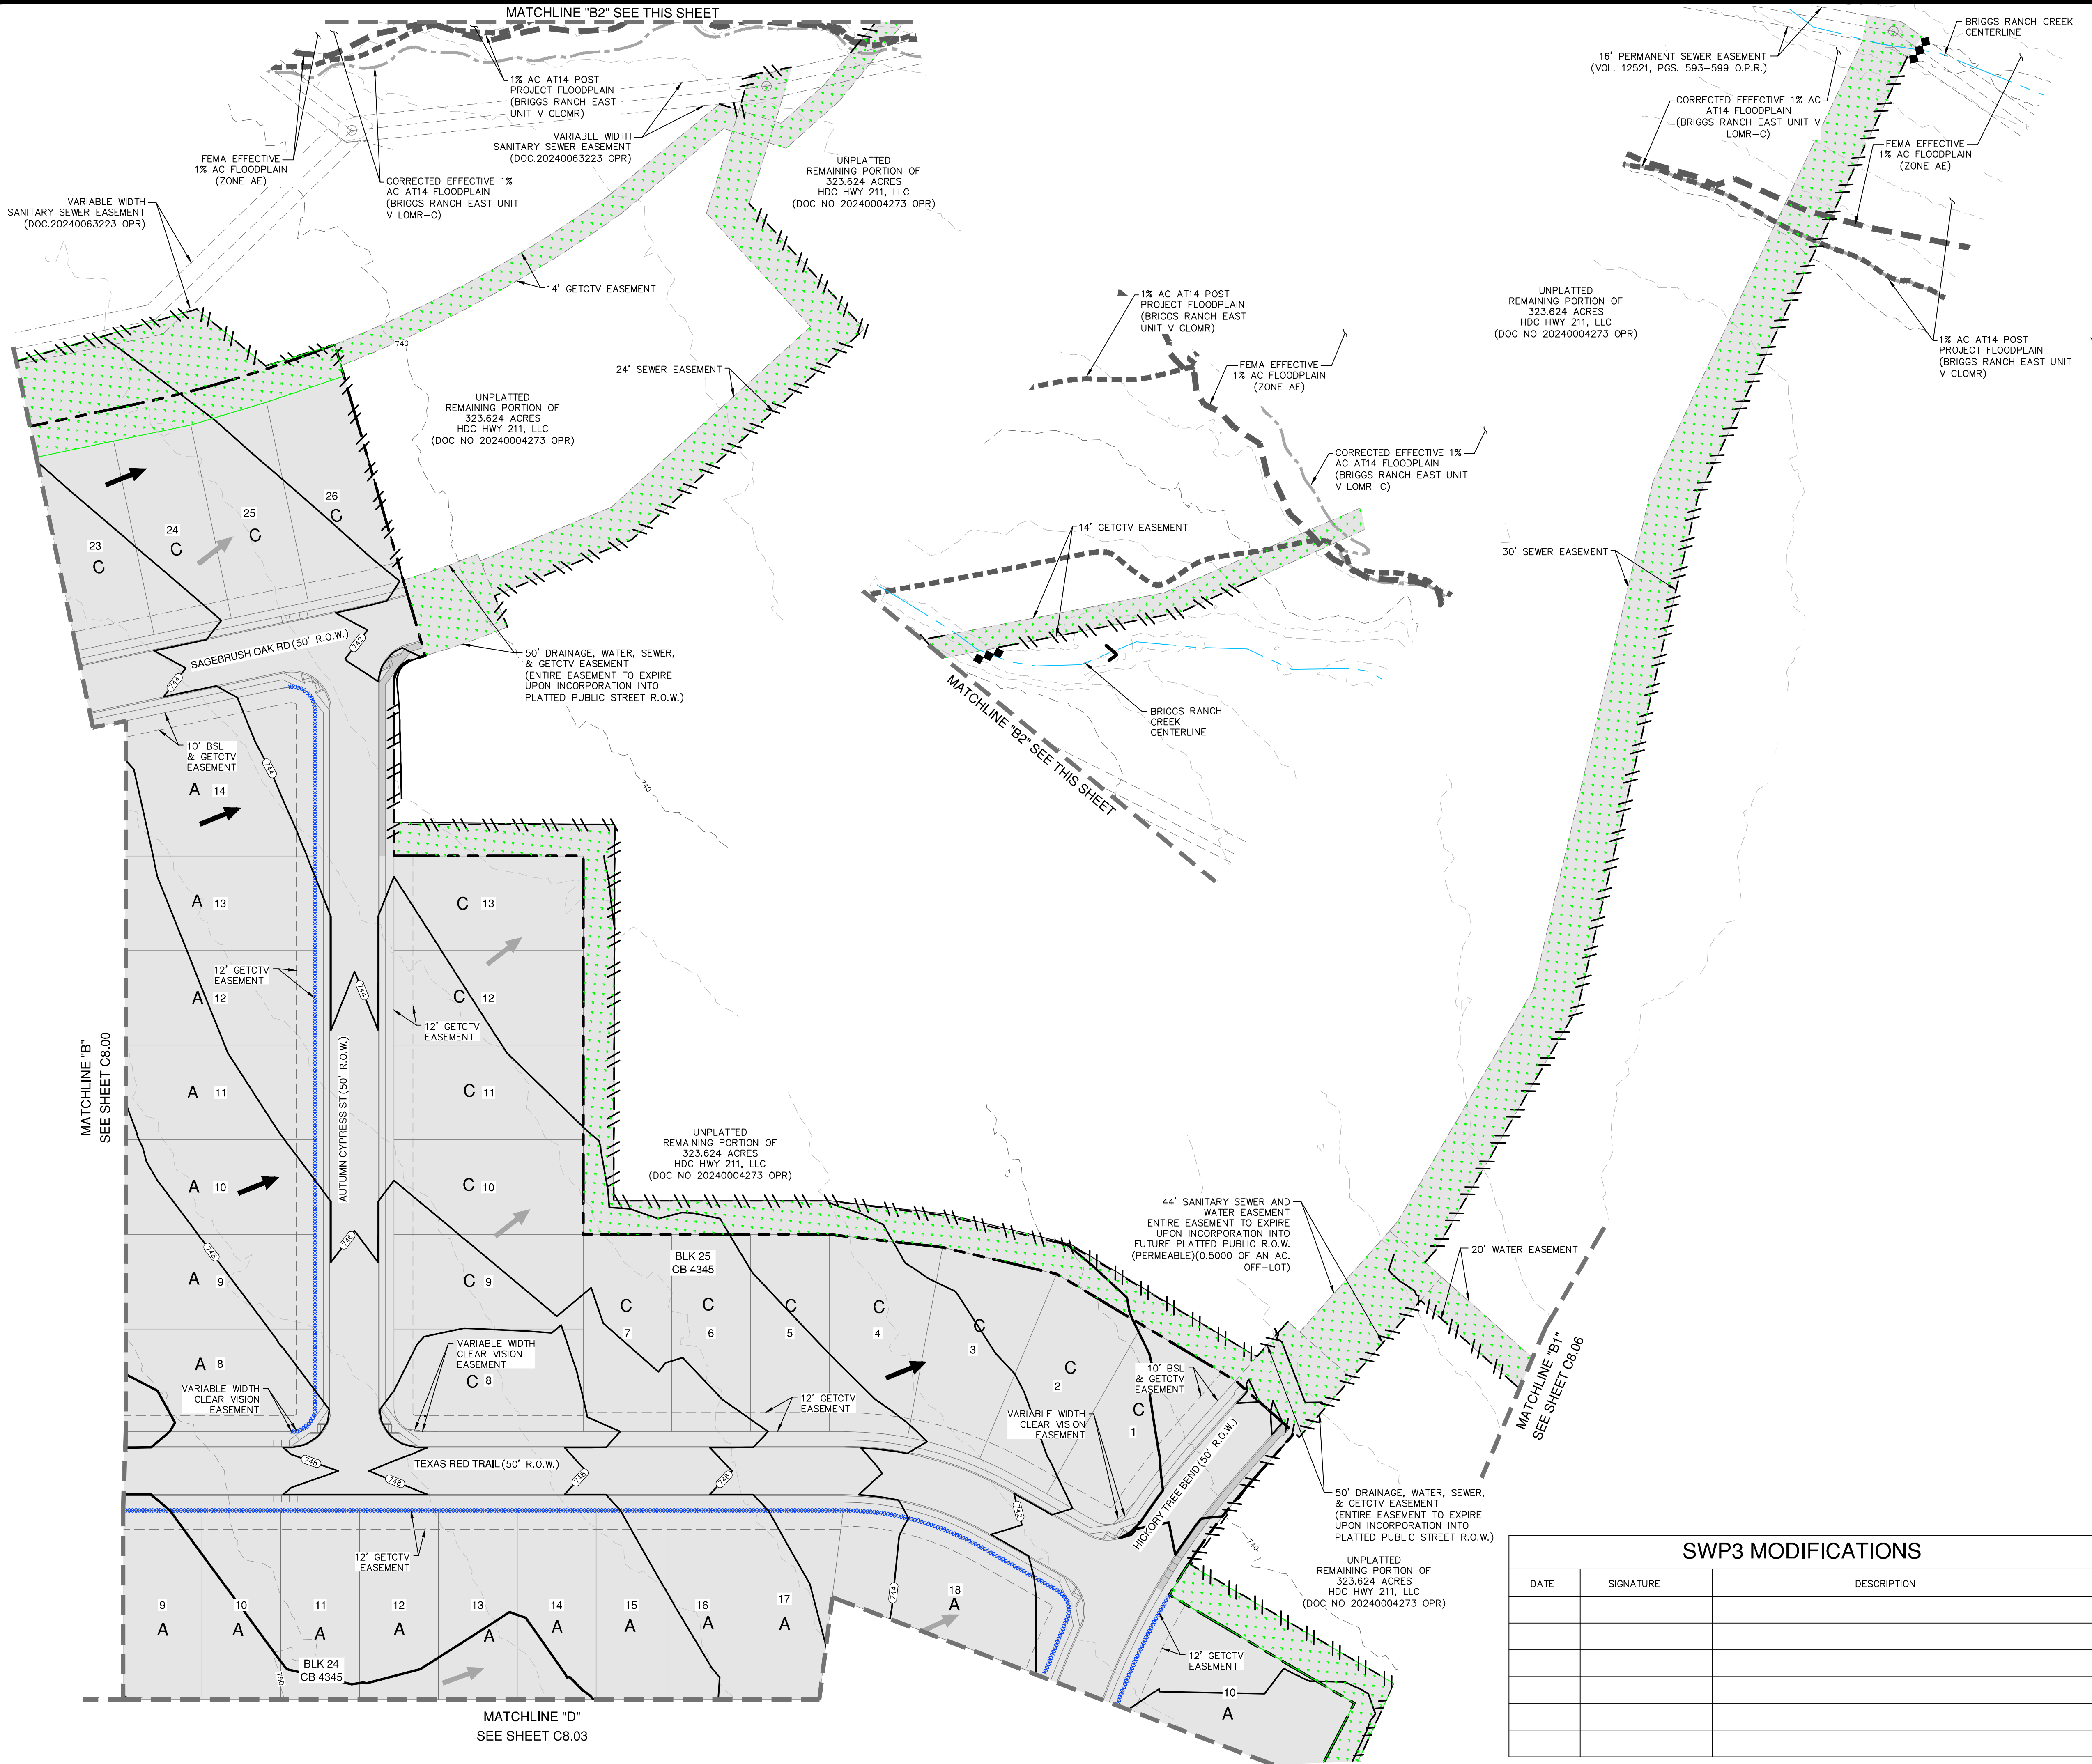 MATCHLINE "B2" SEE THIS SHEET
1% AC AT14 POST
PROJECT FLOODPLAIN
(BRIGGS RANCH EAST
UNIT V CLOMR)
VARIABLE WIDTH
SANITARY SEWER EASEMENT
(DOC.20240063223 OPR)
FEMA EFFECTIVE
1% AC FLOODPLAIN
(ZONE AE)
CORRECTED EFFECTIVE 1%
AC AT14 FLOODPLAIN
(BRIGGS RANCH EAST UNIT
V LOMR-C)
VARIABLE WIDTH
SANITARY SEWER EASEMENT
(DOC.20240063223 OPR)
UNPLATTED
REMAINING PORTION OF
323.624 ACRES
HDC HWY 211, LLC
(DOC NO 20240004273 OPR)
14' GETCTV EASEMENT
740
24' SEWER EASEMENT
UNPLATTED
REMAINING PORTION OF
323.624 ACRES
HDC HWY 211, LLC
(DOC NO 20240004273 OPR)
16' PERMANENT SEWER EASEMENT
(VOL. 12521, PGS. 593-599 O.P.R.)
BRIGGS RANCH CREEK
CENTERLINE
CORRECTED EFFECTIVE 1% AC
AT14 FLOODPLAIN
(BRIGGS RANCH EAST UNIT V
LOMR-C)
FEMA EFFECTIVE
1% AC FLOODPLAIN
(ZONE AE)
UNPLATTED
REMAINING PORTION OF
323.624 ACRES
HDC HWY 211, LLC
(DOC NO 20240004273 OPR)
1% AC AT14 POST
PROJECT FLOODPLAIN
(BRIGGS RANCH EAST UNIT
V CLOMR)
1% AC AT14 POST
PROJECT FLOODPLAIN
(BRIGGS RANCH EAST
UNIT V CLOMR)
FEMA EFFECTIVE
1% AC FLOODPLAIN
(ZONE AE)
CORRECTED EFFECTIVE 1%
AC AT14 FLOODPLAIN
(BRIGGS RANCH EAST UNIT
V LOMR-C)
14' GETCTV EASEMENT
30' SEWER EASEMENT
BRIGGS RANCH
CREEK
CENTERLINE
MATCHLINE "B2" SEE THIS SHEET
23
C
24
C
25
C
26
C
SAGEBRUSH OAK RD (50' R.O.W.)
742
744
50' DRAINAGE, WATER, SEWER,
& GETCTV EASEMENT
(ENTIRE EASEMENT TO EXPIRE
UPON INCORPORATION INTO
PLATTED PUBLIC STREET R.O.W.)
10' BSL
& GETCTV
EASEMENT
744
740
A 14
A 13
A 12
A 11
A 10
A 9
A 8
12' GETCTV
EASEMENT
744
12' GETCTV
EASEMENT
AUTUMN CYPRESS ST (50' R.O.W.)
746
748
MATCHLINE "B"
SEE SHEET C8.00
C 13
C 12
C 11
C 10
C 9
C 8
VARIABLE WIDTH
CLEAR VISION
EASEMENT
VARIABLE WIDTH
CLEAR VISION
EASEMENT
UNPLATTED
REMAINING PORTION OF
323.624 ACRES
HDC HWY 211, LLC
(DOC NO 20240004273 OPR)
BLK 25
CB 4345
C
7
C
6
C
5
C
4
C
3
C
2
C
1
12' GETCTV
EASEMENT
10' BSL
& GETCTV
EASEMENT
VARIABLE WIDTH
CLEAR VISION
EASEMENT
44' SANITARY SEWER AND
WATER EASEMENT
ENTIRE EASEMENT TO EXPIRE
UPON INCORPORATION INTO
FUTURE PLATTED PUBLIC R.O.W.
(PERMEABLE)(0.5000 OF AN AC.
OFF-LOT)
20' WATER EASEMENT
MATCHLINE "B1"
SEE SHEET C8.06
TEXAS RED TRAIL (50' R.O.W.)
748
748
748
746
742
744
HICKORY TREE BEND (50' R.O.W.)
740
50' DRAINAGE, WATER, SEWER,
& GETCTV EASEMENT
(ENTIRE EASEMENT TO EXPIRE
UPON INCORPORATION INTO
PLATTED PUBLIC STREET R.O.W.)
UNPLATTED
REMAINING PORTION OF
323.624 ACRES
HDC HWY 211, LLC
(DOC NO 20240004273 OPR)
12' GETCTV
EASEMENT
12' GETCTV
EASEMENT
9
A
10
A
11
A
12
A
13
A
14
A
15
A
16
A
17
A
18
A
10
A
BLK 24
CB 4345
750
MATCHLINE "D"
SEE SHEET C8.03
SWP3 MODIFICATIONS
DATE SIGNATURE DESCRIPTION